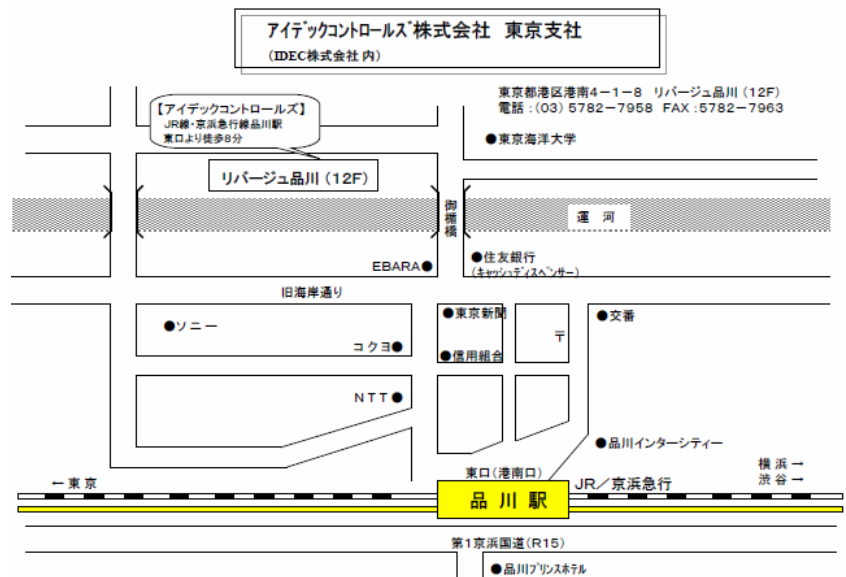 アイデックコントロールズ株式会社 東京支社
(IDEC株式会社 内)
東京都港区港南4－1－8 リバージュ品川 (12F)
電話 : (03) 5782－7958 FAX : 5782－7963
【アイデックコントロールズ】
JR線・京浜急行線品川駅
東口より徒歩8分
●東京海洋大学
リバージュ品川 (12F)
御楯橋
運 河
●住友銀行
(キャッシュディスペンサー)
EBARA●
旧海岸通り
●ソニー
コクヨ●
●東京新聞
●信用組合
〒
●交番
NTT●
●品川インターシティー
東口(港南口)
横 浜 →
渋 谷 →
← 東 京
JR／京浜急行
品 川 駅
第1京浜国道(R15)
●品川プリンスホテル